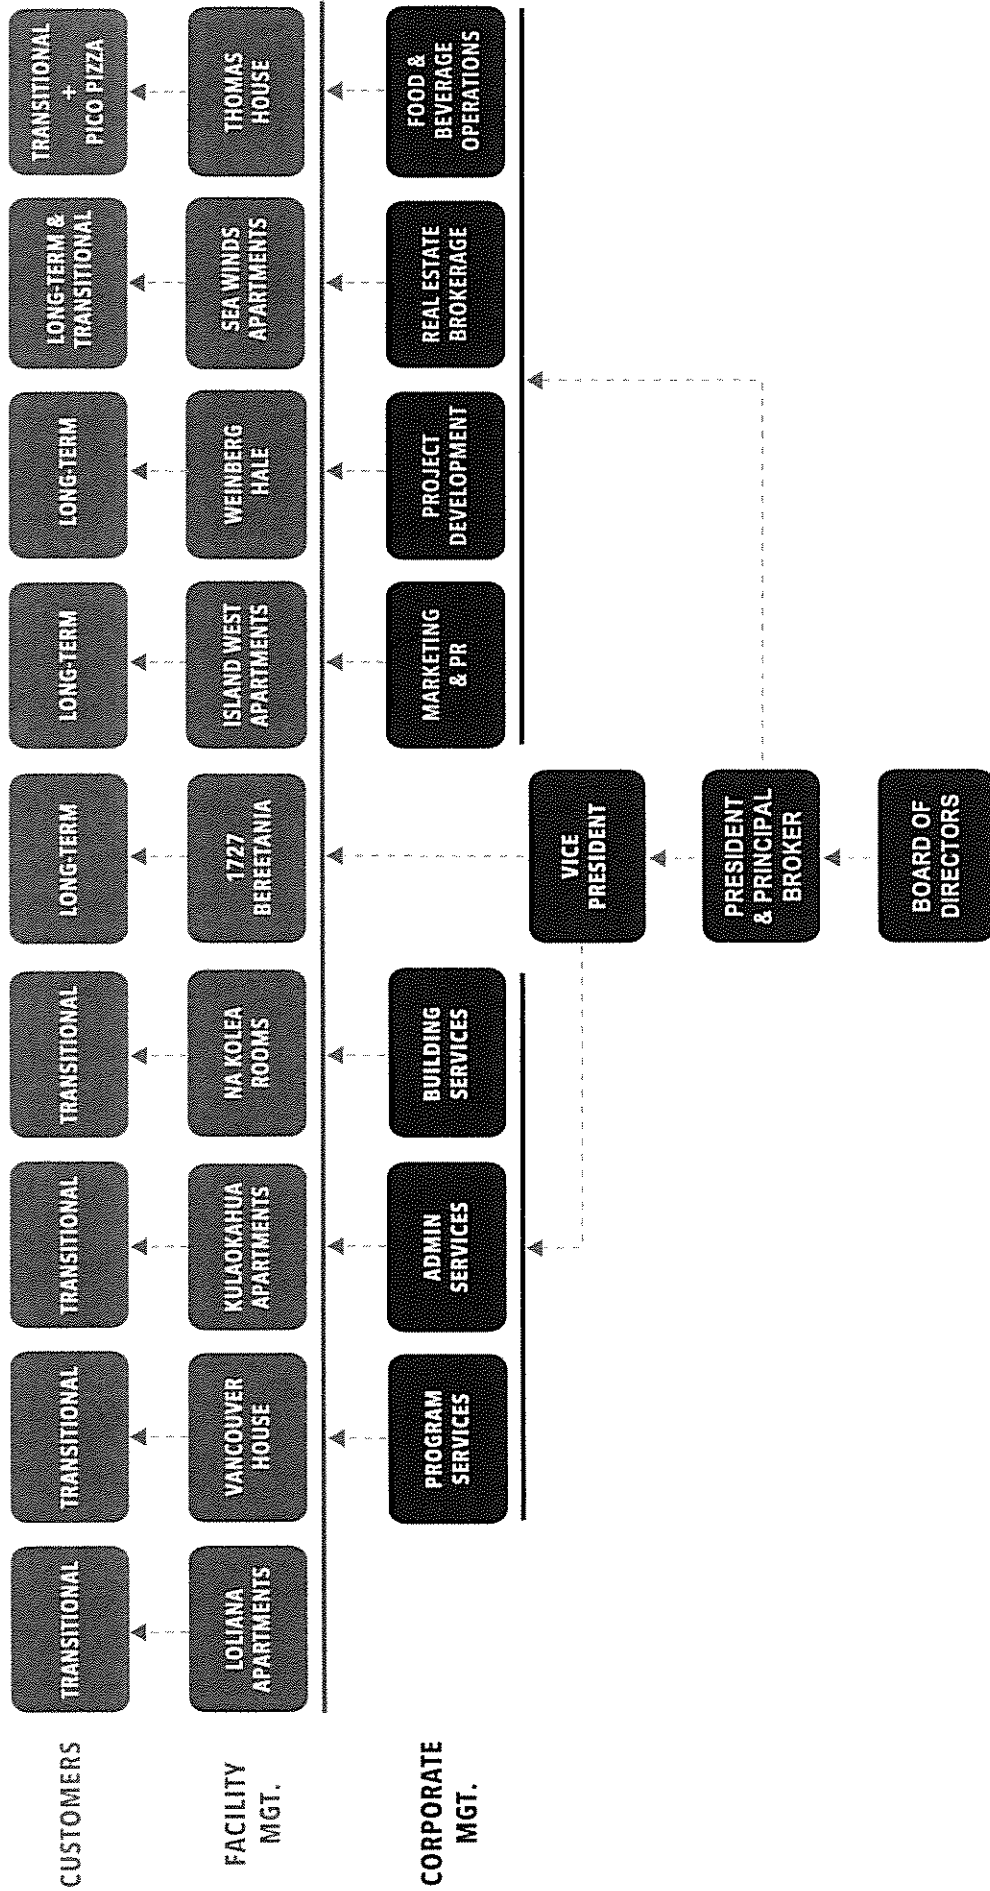 CUSTOMERS
TRANSITIONAL
TRANSITIONAL
TRANSITIONAL
TRANSITIONAL
LONG-TERM
LONG-TERM
LONG-TERM
LONG-TERM &
TRANSITIONAL
TRANSITIONAL
+
PICO PIZZA
FACILITY
MGT.
LOLIANA
APARTMENTS
VANCOUVER
HOUSE
KULAOKAHUA
APARTMENTS
NA KOLEA
ROOMS
1727
BERETANIA
ISLAND WEST
APARTMENTS
WEINBERG
HALE
SEA WINDS
APARTMENTS
THOMAS
HOUSE
CORPORATE
MGT.
PROGRAM
SERVICES
ADMIN
SERVICES
BUILDING
SERVICES
MARKETING
& PR
PROJECT
DEVELOPMENT
REAL ESTATE
BROKERAGE
FOOD &
BEVERAGE
OPERATIONS
VICE
PRESIDENT
PRESIDENT
& PRINCIPAL
BROKER
BOARD OF
DIRECTORS